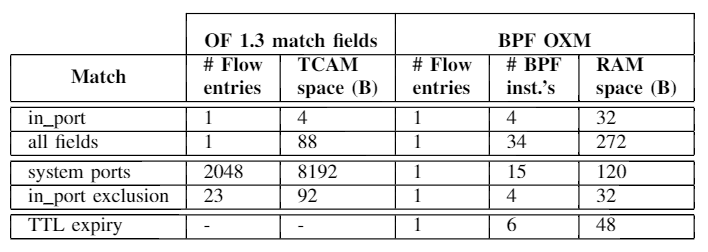 OF 1.3 match fields BPF OXM
Match # Flow entries TCAM space (B) # Flow entries # BPF inst.'s RAM space (B)
in_port 1 4 1 4 32
all fields 1 88 1 34 272
system ports 2048 8192 1 15 120
in_port exclusion 23 92 1 4 32
TTL expiry - - 1 6 48